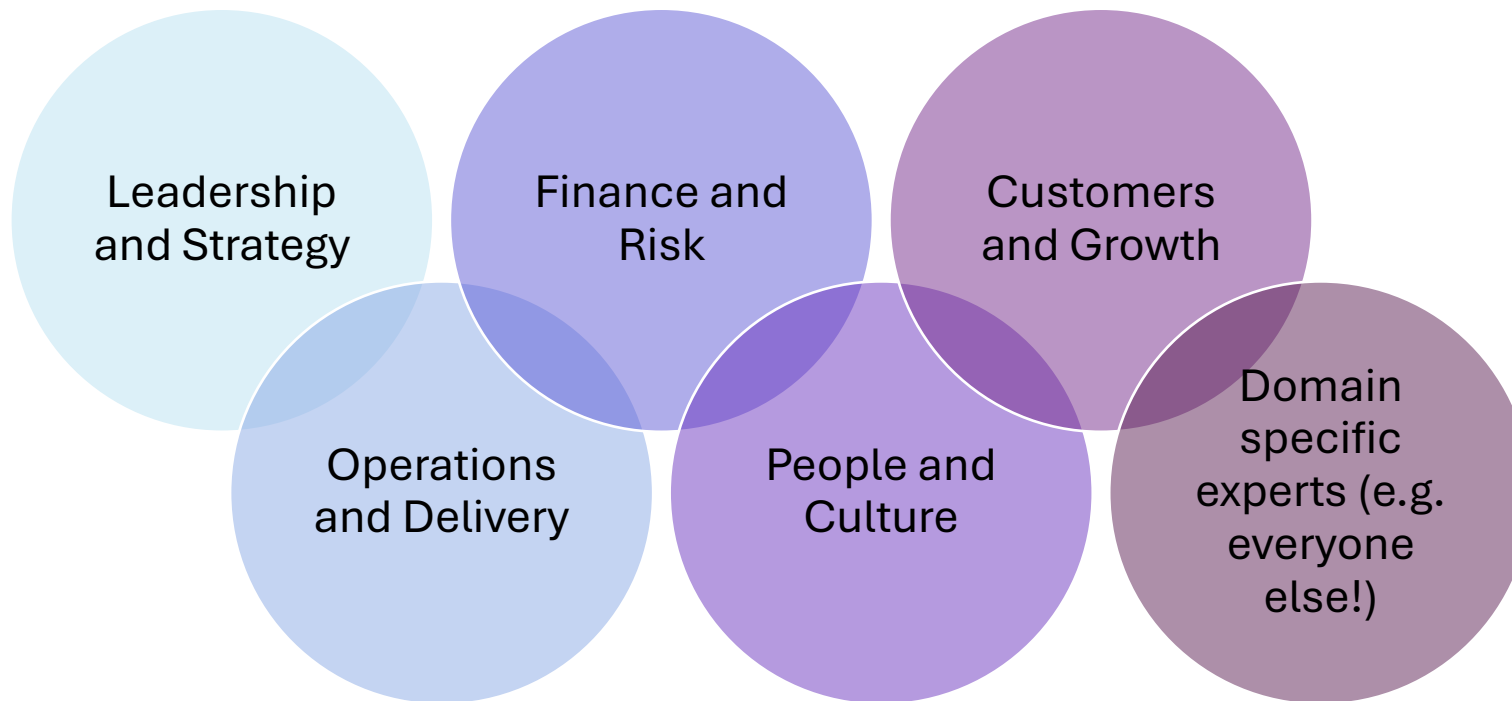 Leadership
and Strategy
Operations
and Delivery
Finance and
Risk
People and
Culture
Customers
and Growth
Domain
specific
experts (e.g.
everyone
else!)